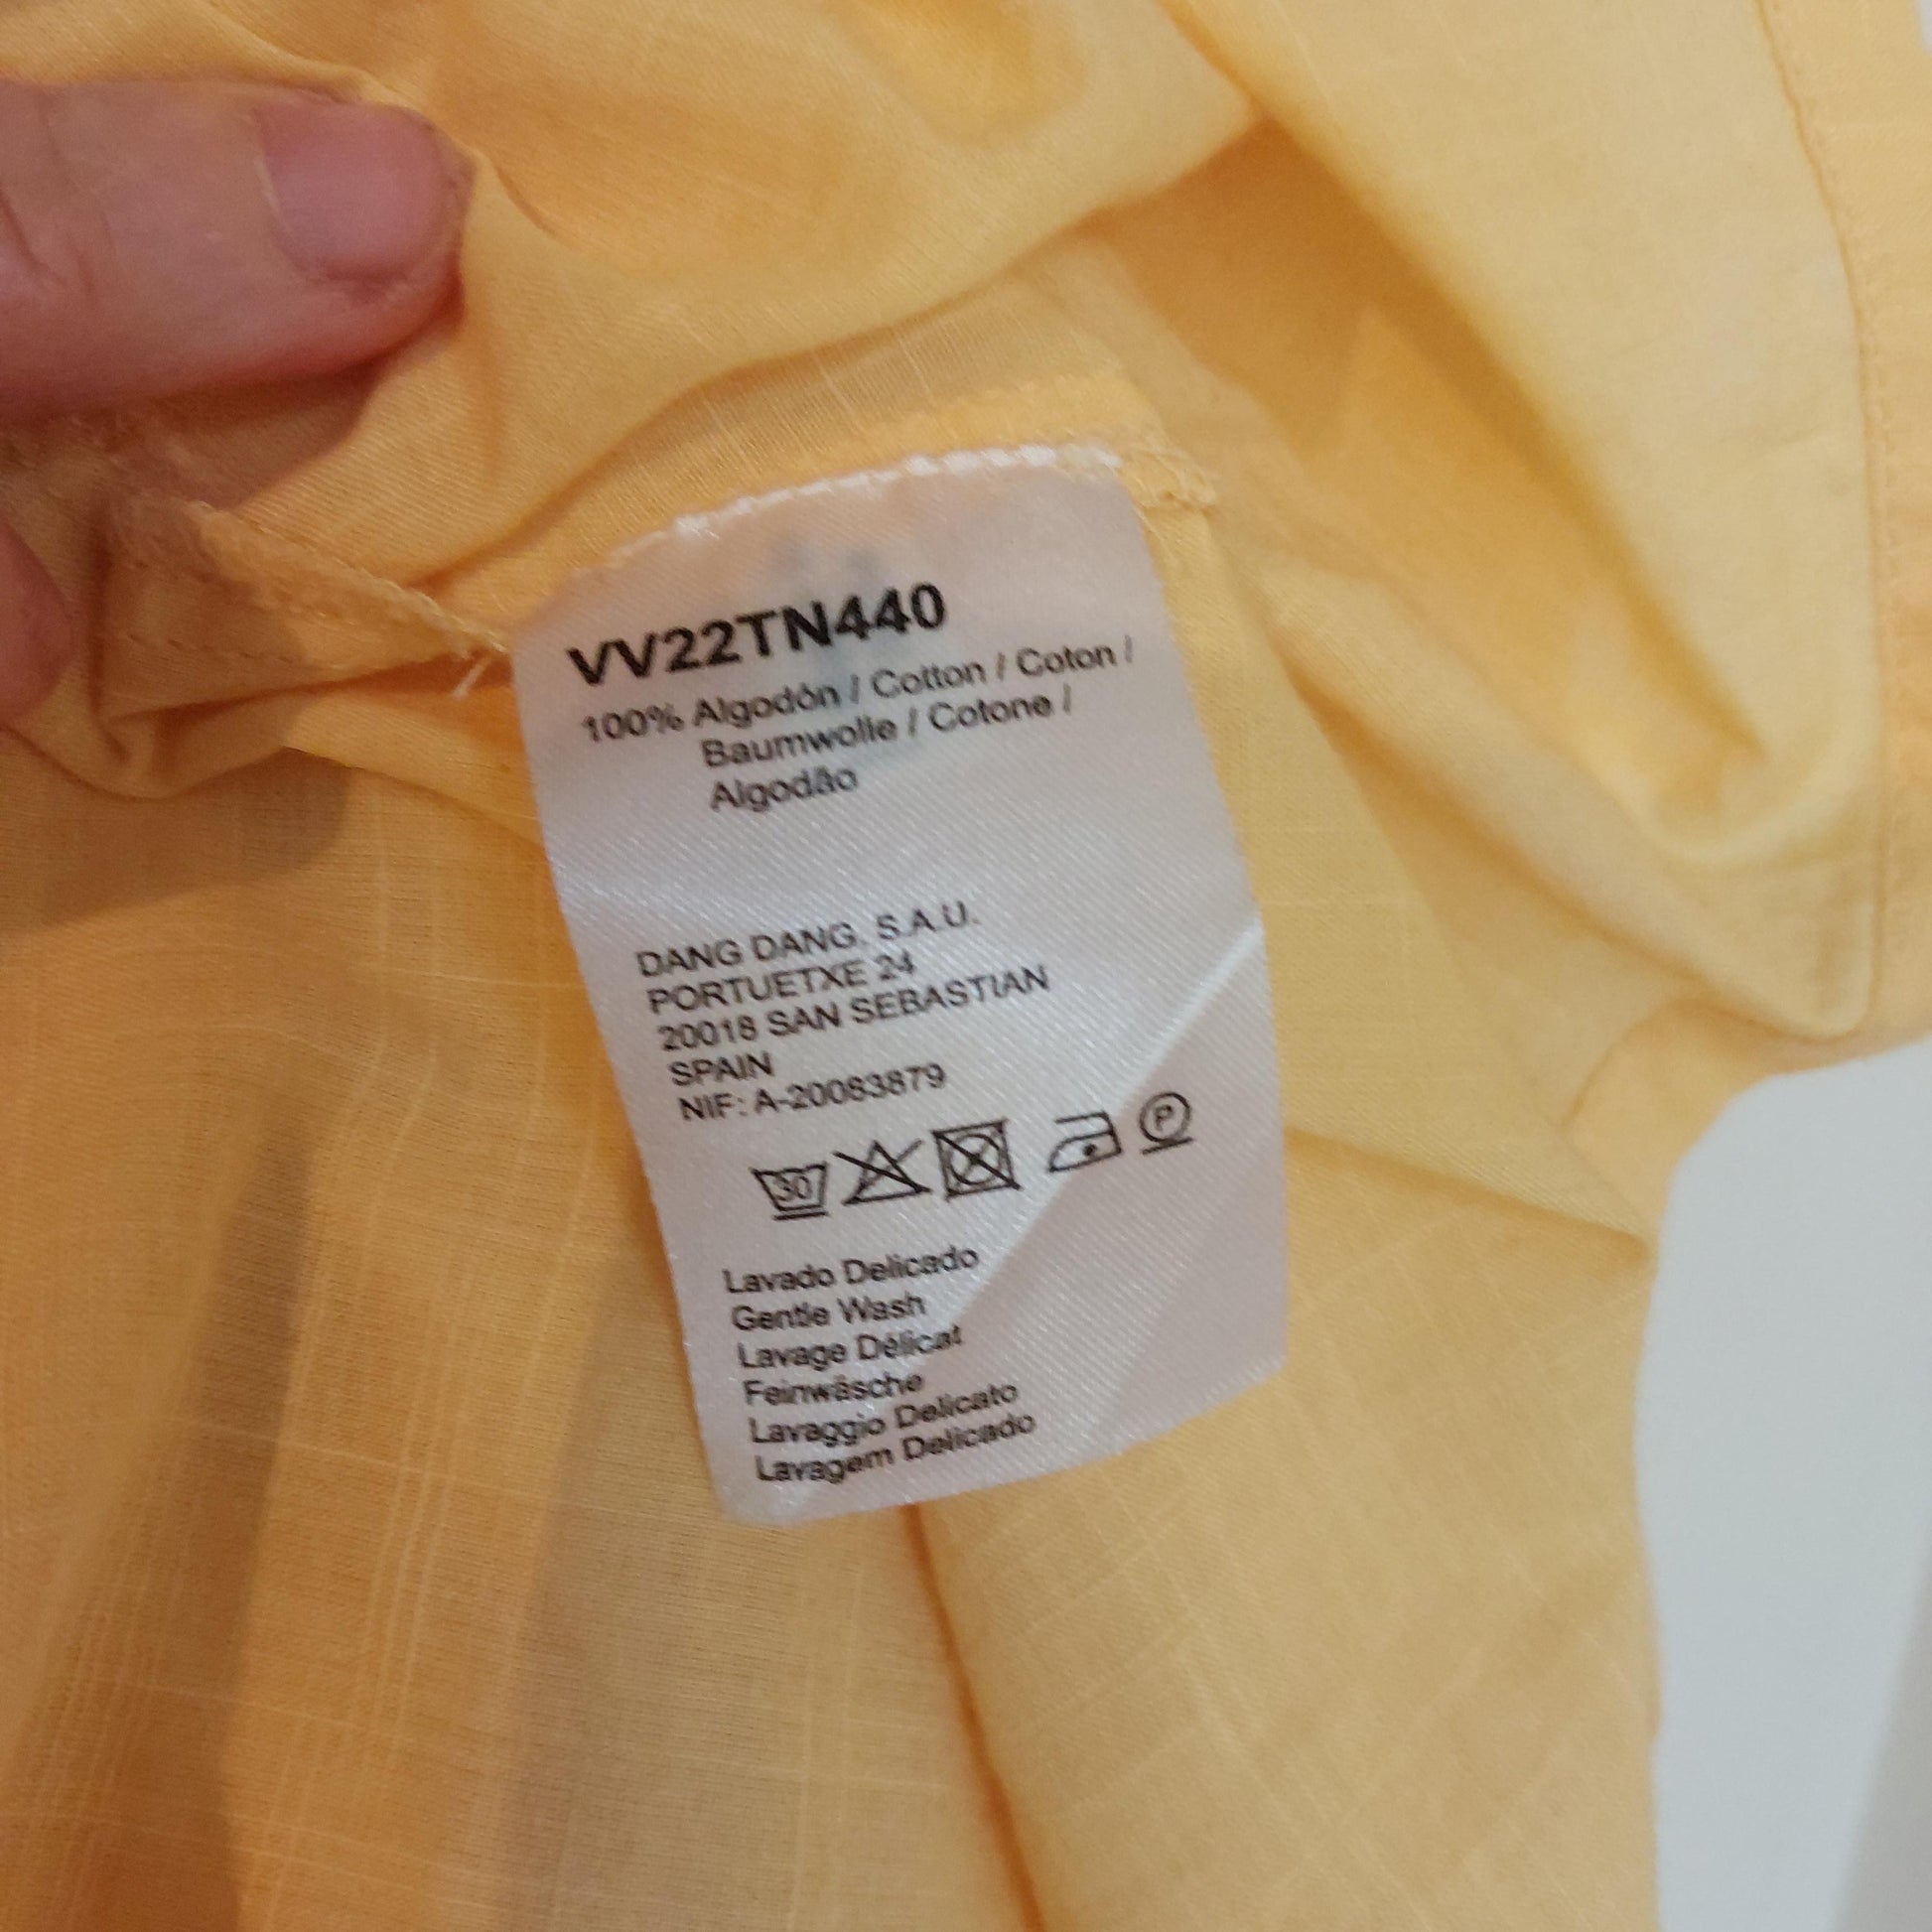 VV22TN440
100% Algodón / Cotton / Coton /
Baumwolle / Cotone /
Algodão
DANG DANG. S.A.U.
PORTUETXE 24
20018 SAN SEBASTIAN
SPAIN
NIF: A-20083879
30
P
Lavado Delicado
Gentle Wash
Lavage Délicat
Feinwäsche
Lavaggio Delicato
Lavagem Delicado